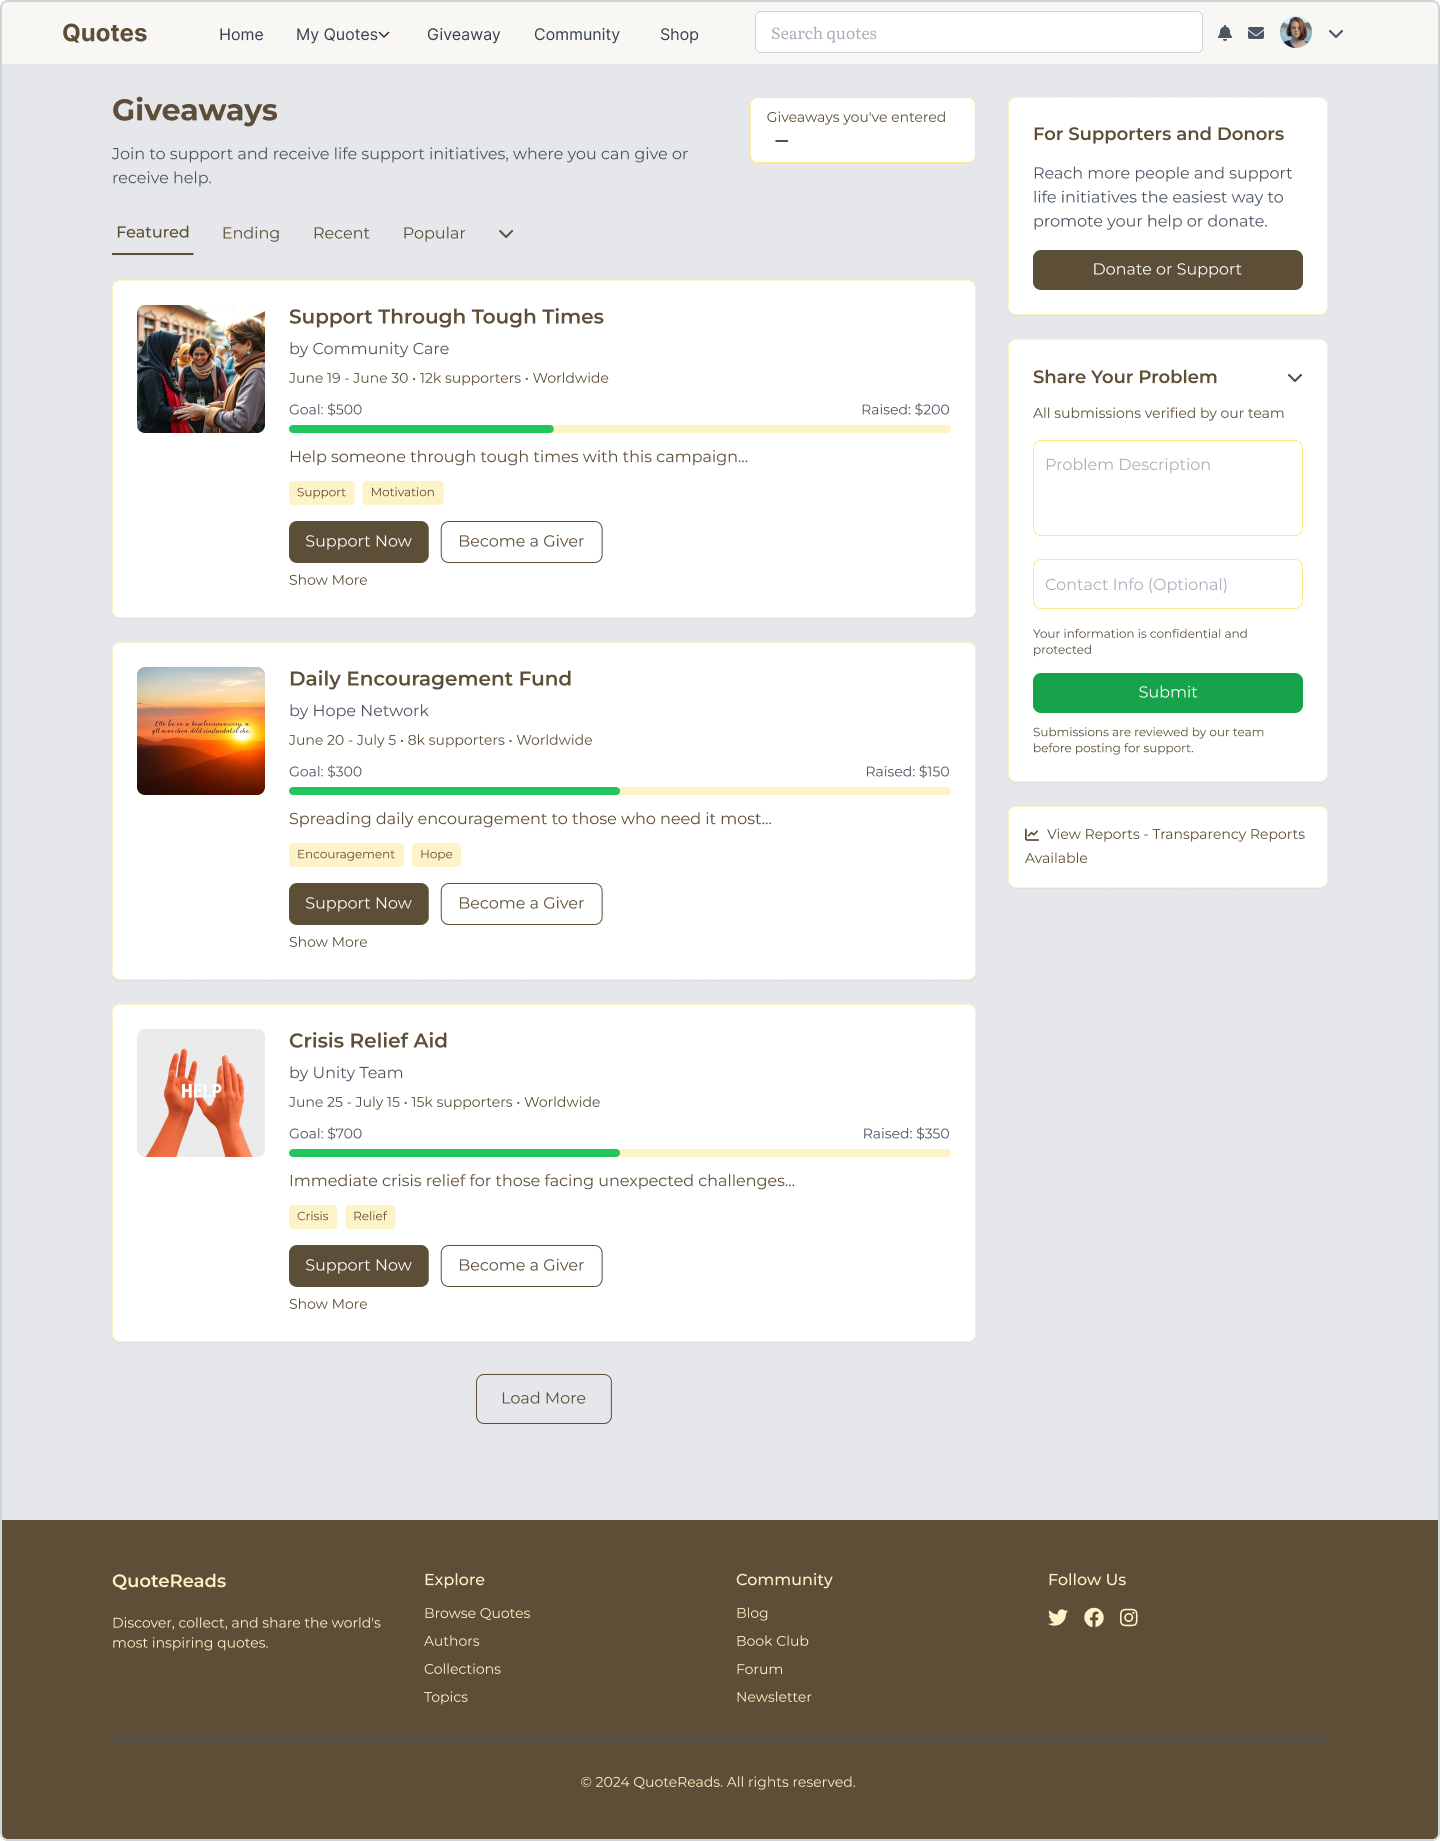 Quotes
Home
My Quotes
Giveaway
Community
Shop
Search quotes
Giveaways
Join to support and receive life support initiatives, where you can give or
receive help.
Giveaways you've entered
–
Featured
Ending
Recent
Popular
Support Through Tough Times
by Community Care
June 19 - June 30 • 12k supporters • Worldwide
Goal: $500
Raised: $200
Help someone through tough times with this campaign...
Support
Motivation
Support Now
Become a Giver
Show More
Daily Encouragement Fund
by Hope Network
June 20 - July 5 • 8k supporters • Worldwide
Goal: $300
Raised: $150
Spreading daily encouragement to those who need it most...
Encouragement
Hope
Support Now
Become a Giver
Show More
HELP
Crisis Relief Aid
by Unity Team
June 25 - July 15 • 15k supporters • Worldwide
Goal: $700
Raised: $350
Immediate crisis relief for those facing unexpected challenges...
Crisis
Relief
Support Now
Become a Giver
Show More
Load More
For Supporters and Donors
Reach more people and support
life initiatives the easiest way to
promote your help or donate.
Donate or Support
Share Your Problem
All submissions verified by our team
Problem Description
Contact Info (Optional)
Your information is confidential and
protected
Submit
Submissions are reviewed by our team
before posting for support.
View Reports - Transparency Reports
Available
QuoteReads
Discover, collect, and share the world's
most inspiring quotes.
Explore
Browse Quotes
Authors
Collections
Topics
Community
Blog
Book Club
Forum
Newsletter
Follow Us
© 2024 QuoteReads. All rights reserved.